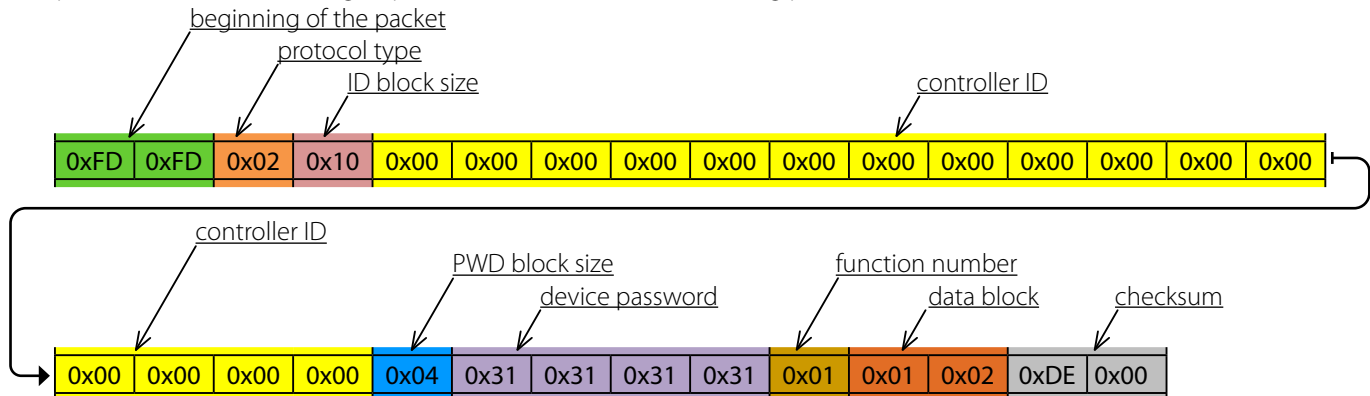 beginning of the packet
protocol type
ID block size
controller ID
0xFD 0xFD 0x02 0x10 0x00 0x00 0x00 0x00 0x00 0x00 0x00 0x00 0x00 0x00 0x00 0x00
controller ID
PWD block size
function number
device password
data block
checksum
0x00 0x00 0x00 0x00 0x04 0x31 0x31 0x31 0x31 0x01 0x01 0x02 0xDE 0x00